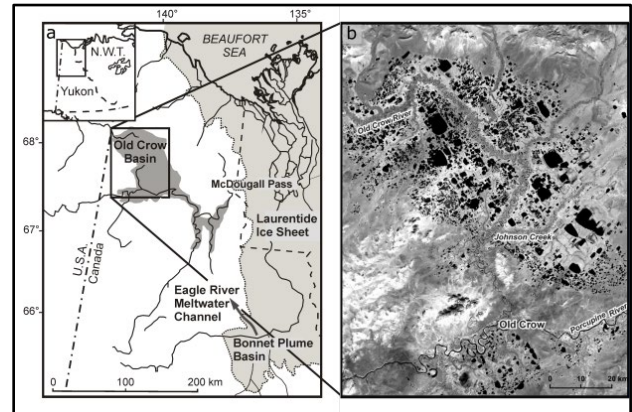 140°
135°
a
N.W.T.
Yukon
BEAUFORT
SEA
68°
Old Crow
Basin
McDougall Pass
67°
Laurentide
Ice Sheet
U.S.A.
Canada
66°
Eagle River
Meltwater
Channel
Bonnet Plume
Basin
0
100
200 km
b
Old Crow River
Johnson Creek
Old Crow
Porcupine River
0
10
20 km